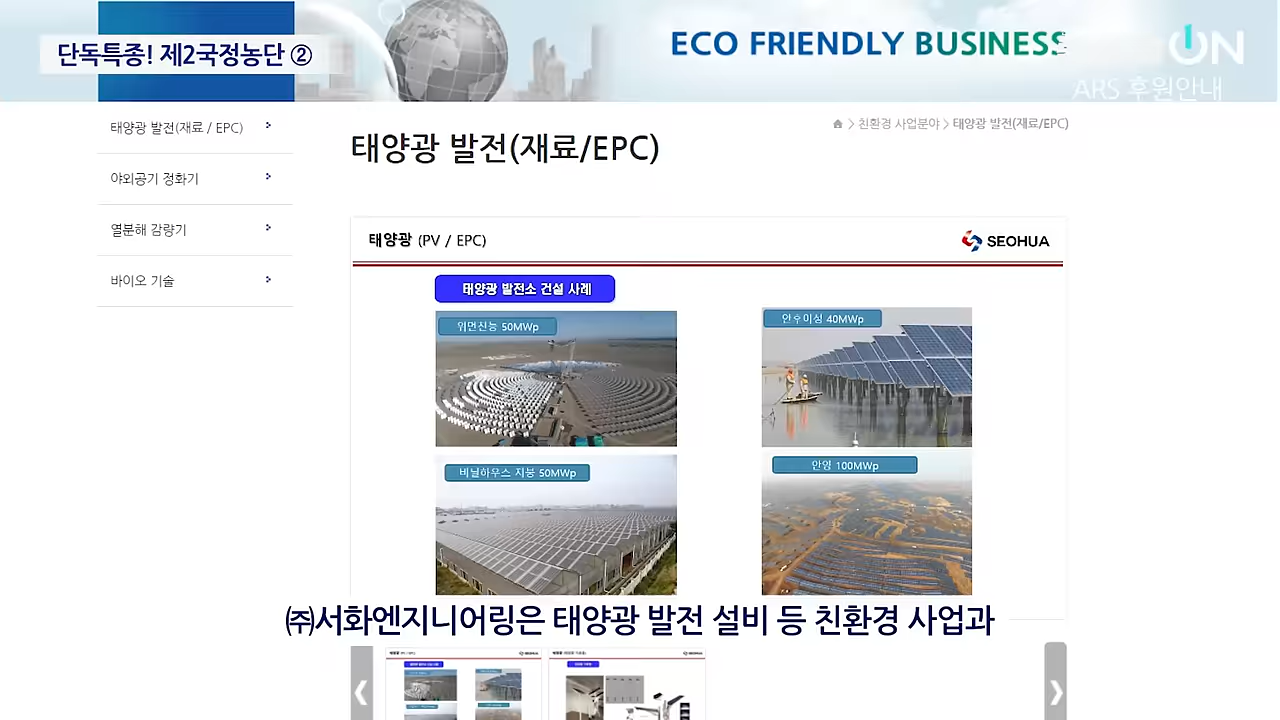 단독특종! 제2국정농단 ②
ECO FRIENDLY BUSINESS
ON
ARS 후원안내
태양광 발전(재료 / EPC)
야외공기 정화기
열분해 감량기
바이오 기술
친환경 사업분야 > 태양광 발전(재료/EPC)
태양광 발전(재료/EPC)
태양광 (PV / EPC)
SEOHUA
태양광 발전소 건설 사례
위먼신능 50MWp
안후이성 40MWp
비닐하우스 지붕 50MWp
안양 100MWp
㈜서화엔지니어링은 태양광 발전 설비 등 친환경 사업과